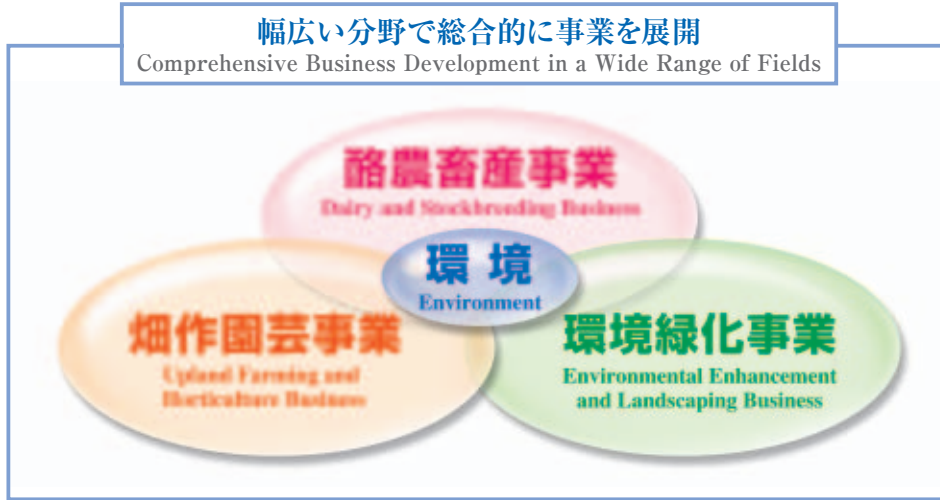 幅広い分野で総合的に事業を展開
Comprehensive Business Development in a Wide Range of Fields
酪農畜産事業
Dairy and Stockbreeding Business
環境
Environment
畑作園芸事業
Upland Farming and
Horticulture Business
環境緑化事業
Environmental Enhancement
and Landscaping Business